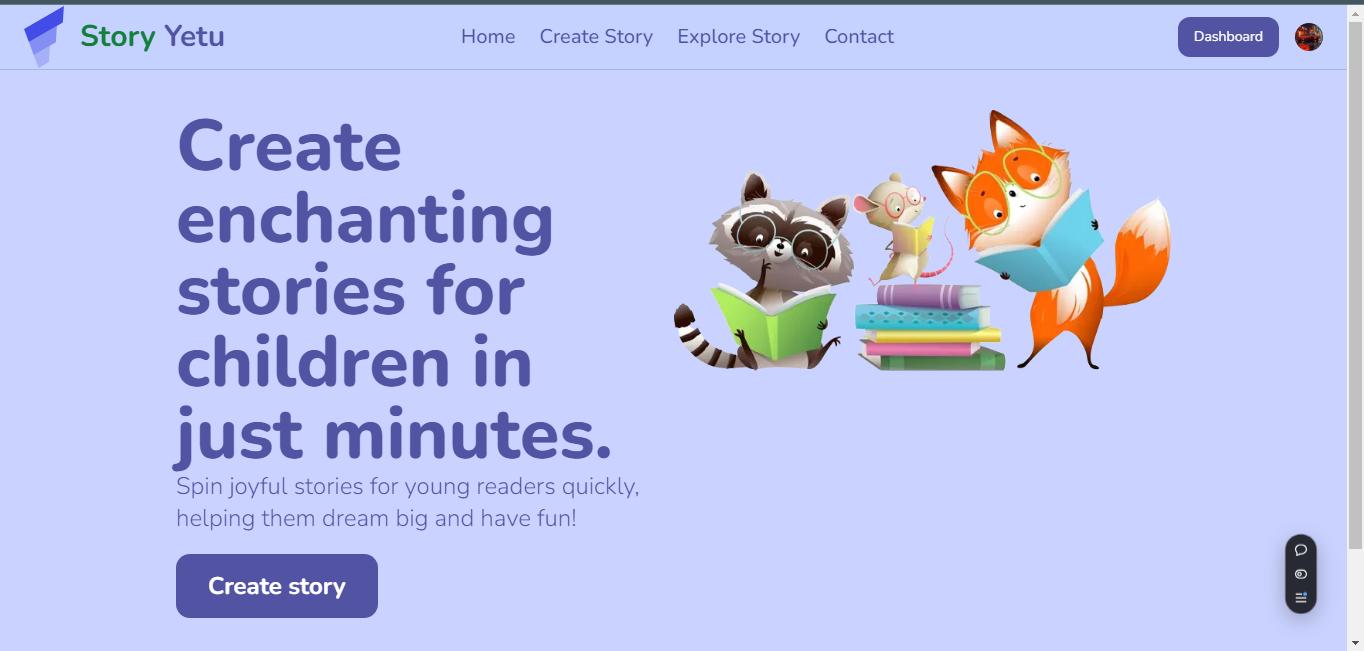 Story Yetu
Home
Create Story
Explore Story
Contact
Dashboard
Create
enchanting
stories for
children in
just minutes.
Spin joyful stories for young readers quickly,
helping them dream big and have fun!
Create story